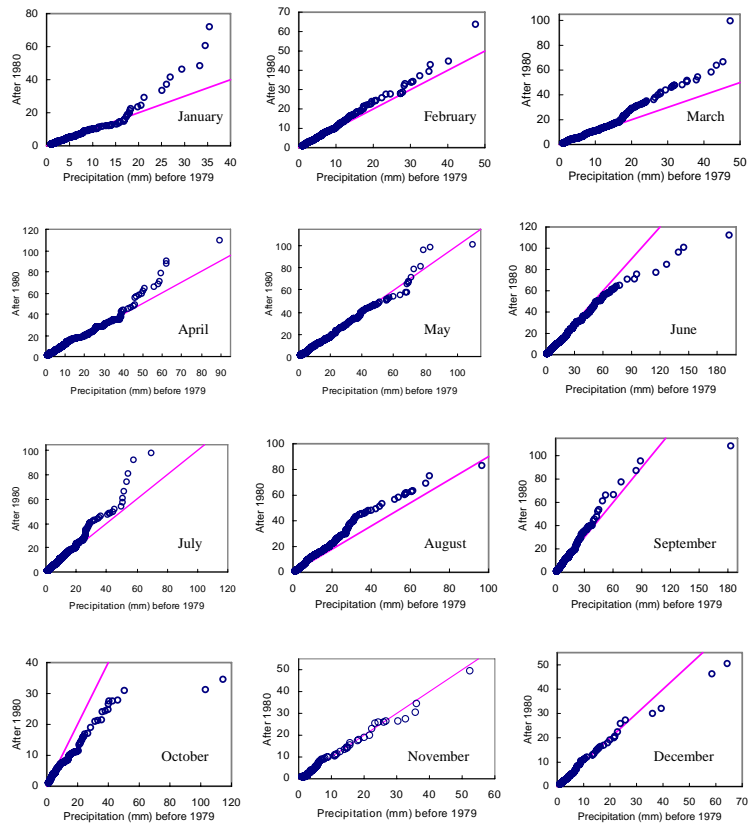 80
60
40
20
0
After 1980
January
0 5 10 15 20 25 30 35 40
Precipitation (mm) before 1979
70
60
50
40
30
20
10
0
After 1980
February
0 10 20 30 40 50
Precipitation (mm) before 1979
120
100
80
60
40
20
0
After 1980
March
0 10 20 30 40 50
Precipitation (mm) before 1979
120
100
80
60
40
20
0
After 1980
April
0 10 20 30 40 50 60 70 80 90
Precipitation (mm) before 1979
100
80
60
40
20
0
After 1980
May
0 20 40 60 80 100
Precipitation (mm) before 1979
120
100
80
60
40
20
0
After 1980
June
0 30 60 90 120 150 180
Precipitation (mm) before 1979
100
80
60
40
20
0
After 1980
July
0 20 40 60 80 100 120
Precipitation (mm) before 1979
100
80
60
40
20
0
After 1980
August
0 20 40 60 80 100
Precipitation (mm) before 1979
100
80
60
40
20
0
After 1980
September
0 30 60 90 120 150 180
Precipitation (mm) before 1979
40
30
20
10
0
After 1980
October
0 20 40 60 80 100 120
Precipitation (mm) before 1979
50
40
30
20
10
0
After 1980
November
0 10 20 30 40 50 60
Precipitation (mm) before 1979
50
40
30
20
10
0
After 1980
December
0 10 20 30 40 50 60 70
Precipitation (mm) before 1979